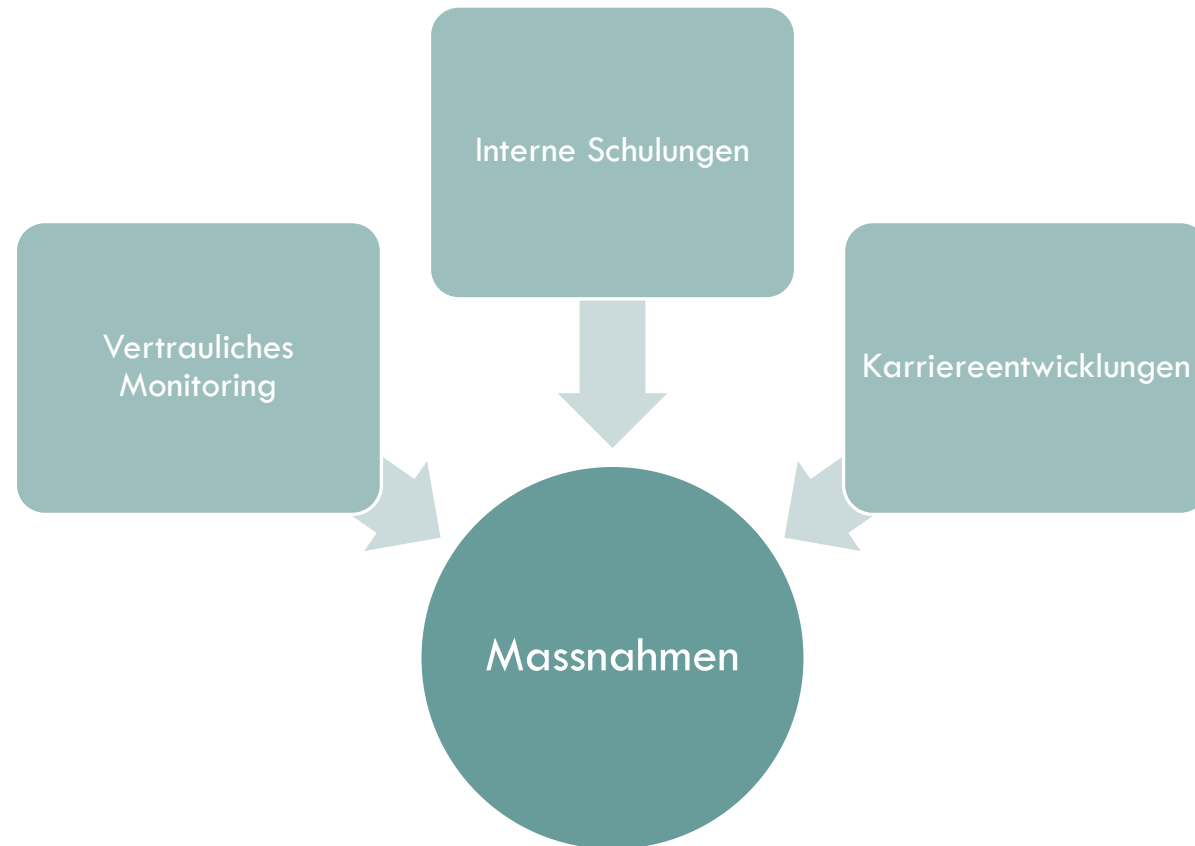 Interne Schulungen
Vertrauliches
Monitoring
Karriereentwicklungen
Massnahmen